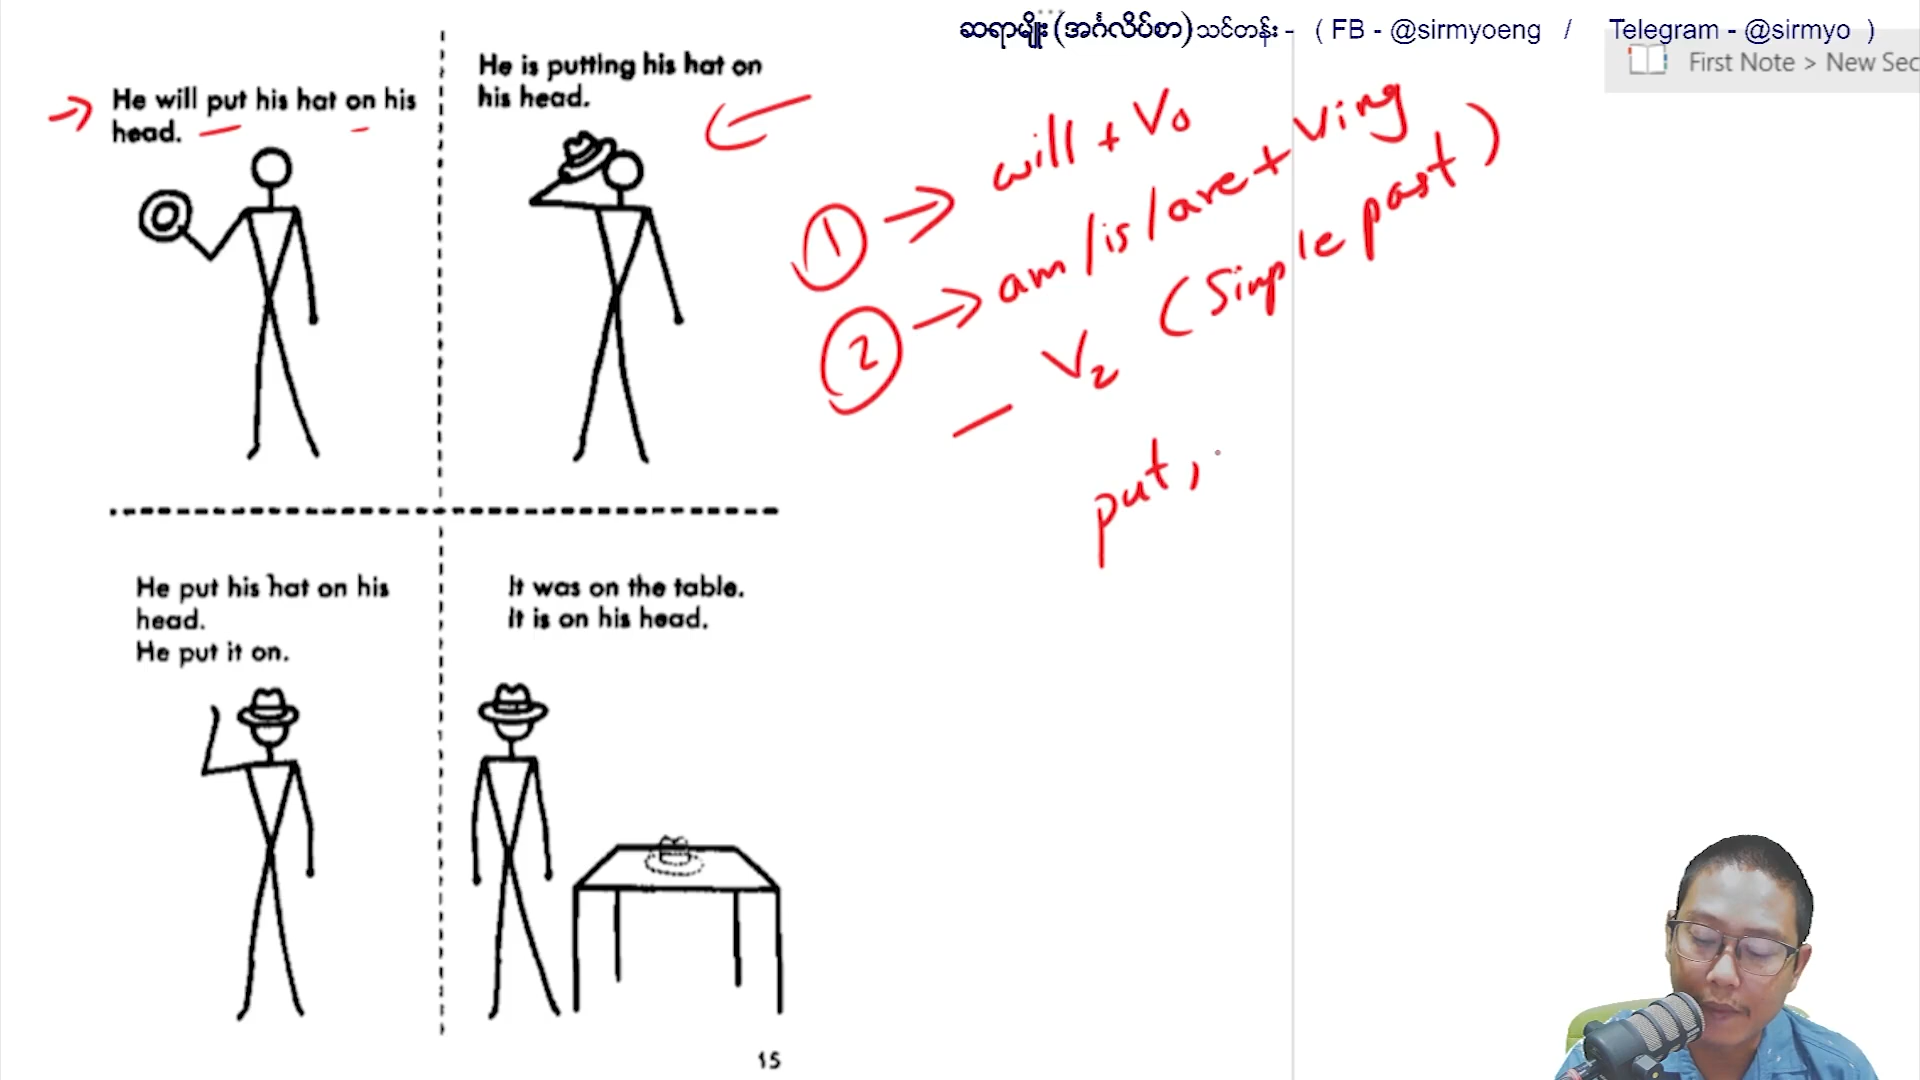 ဆရာမျိုး (အင်္ဂလိပ်စာ) သင်တန်း - ( FB - @sirmyoeng / Telegram - @sirmyo )
First Note > New Sec
He will put his hat on his
head.
He is putting his hat on
his head.
① → will + V₀
② → am / is / are + Ving
– V₂ (Simple past)
put,
He put his hat on his
head.
He put it on.
It was on the table.
It is on his head.
15